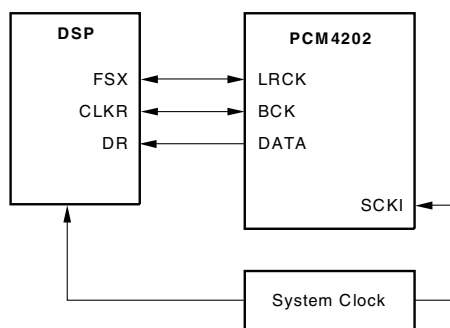 DSP
PCM4202
FSX
LRCK
CLKR
BCK
DR
DATA
SCKI
System Clock